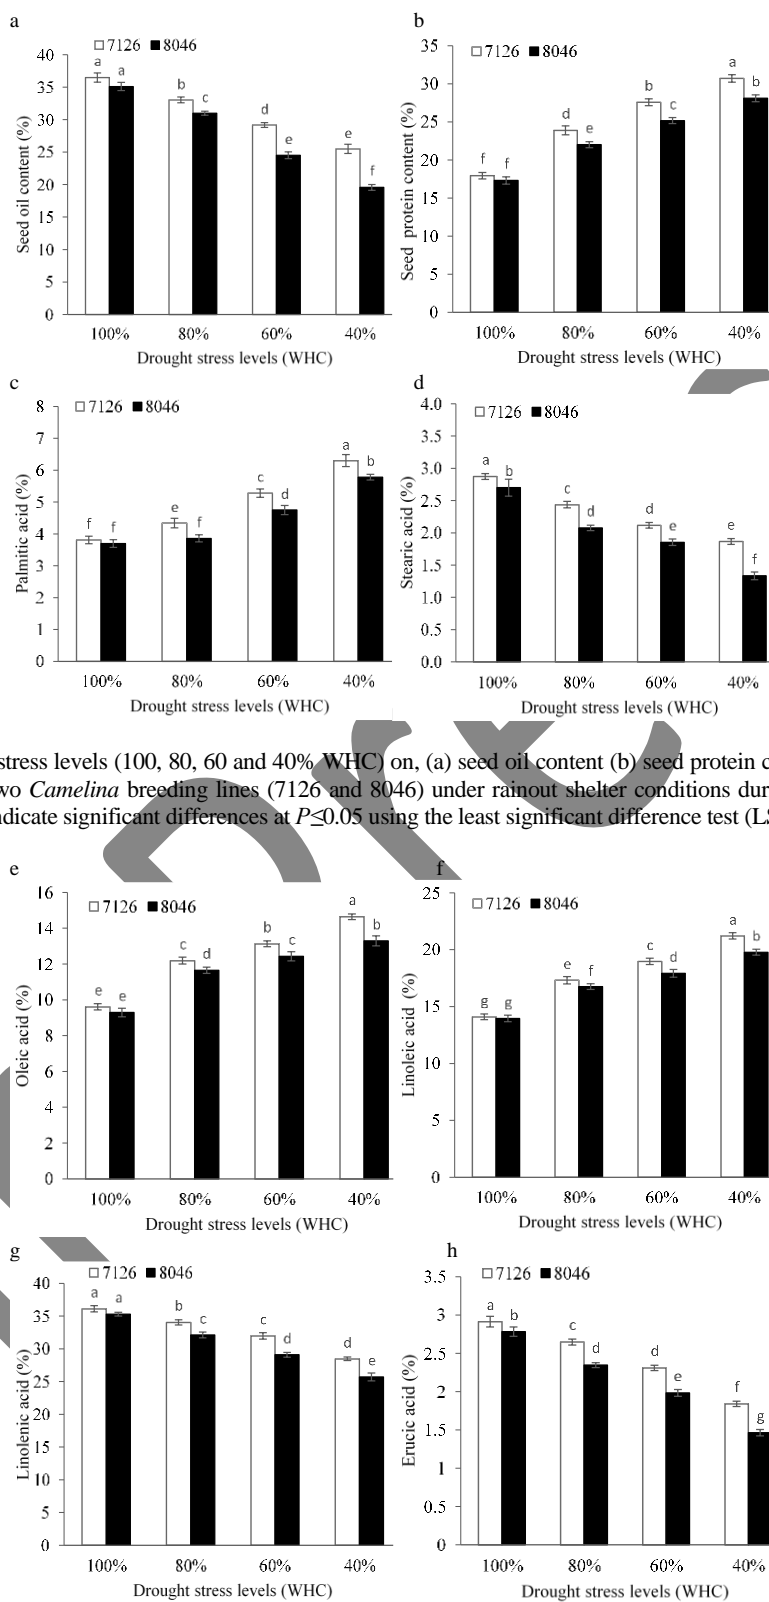 a
7126 8046
a a b c d e e f
40
35
30
25
20
15
10
5
0
Seed oil content (%)
100% 80% 60% 40%
Drought stress levels (WHC)
b
7126 8046
f f d e b c a b
35
30
25
20
15
10
5
0
Seed protein content (%)
100% 80% 60% 40%
Drought stress levels (WHC)
c
7126 8046
f f e f c d a b
8
7
6
5
4
3
2
1
0
Palmitic acid (%)
100% 80% 60% 40%
Drought stress levels (WHC)
d
7126 8046
a b c d d e e f
4.0
3.5
3.0
2.5
2.0
1.5
1.0
0.5
0.0
Stearic acid (%)
100% 80% 60% 40%
Drought stress levels (WHC)
stress levels (100, 80, 60 and 40% WHC) on, (a) seed oil content (b) seed protein c
wo Camelina breeding lines (7126 and 8046) under rainout shelter conditions dur
ndicate significant differences at P≤0.05 using the least significant difference test (LS
e
7126 8046
e e c d b c a b
16
14
12
10
8
6
4
2
0
Oleic acid (%)
100% 80% 60% 40%
Drought stress levels (WHC)
f
7126 8046
g g e f c d a b
25
20
15
10
5
0
Linoleic acid (%)
100% 80% 60% 40%
Drought stress levels (WHC)
g
7126 8046
a a b c c d d e
40
35
30
25
20
15
10
5
0
Linolenic acid (%)
100% 80% 60% 40%
Drought stress levels (WHC)
h
7126 8046
a b c d d e f g
3.5
3
2.5
2
1.5
1
0.5
0
Erucic acid (%)
100% 80% 60% 40%
Drought stress levels (WHC)